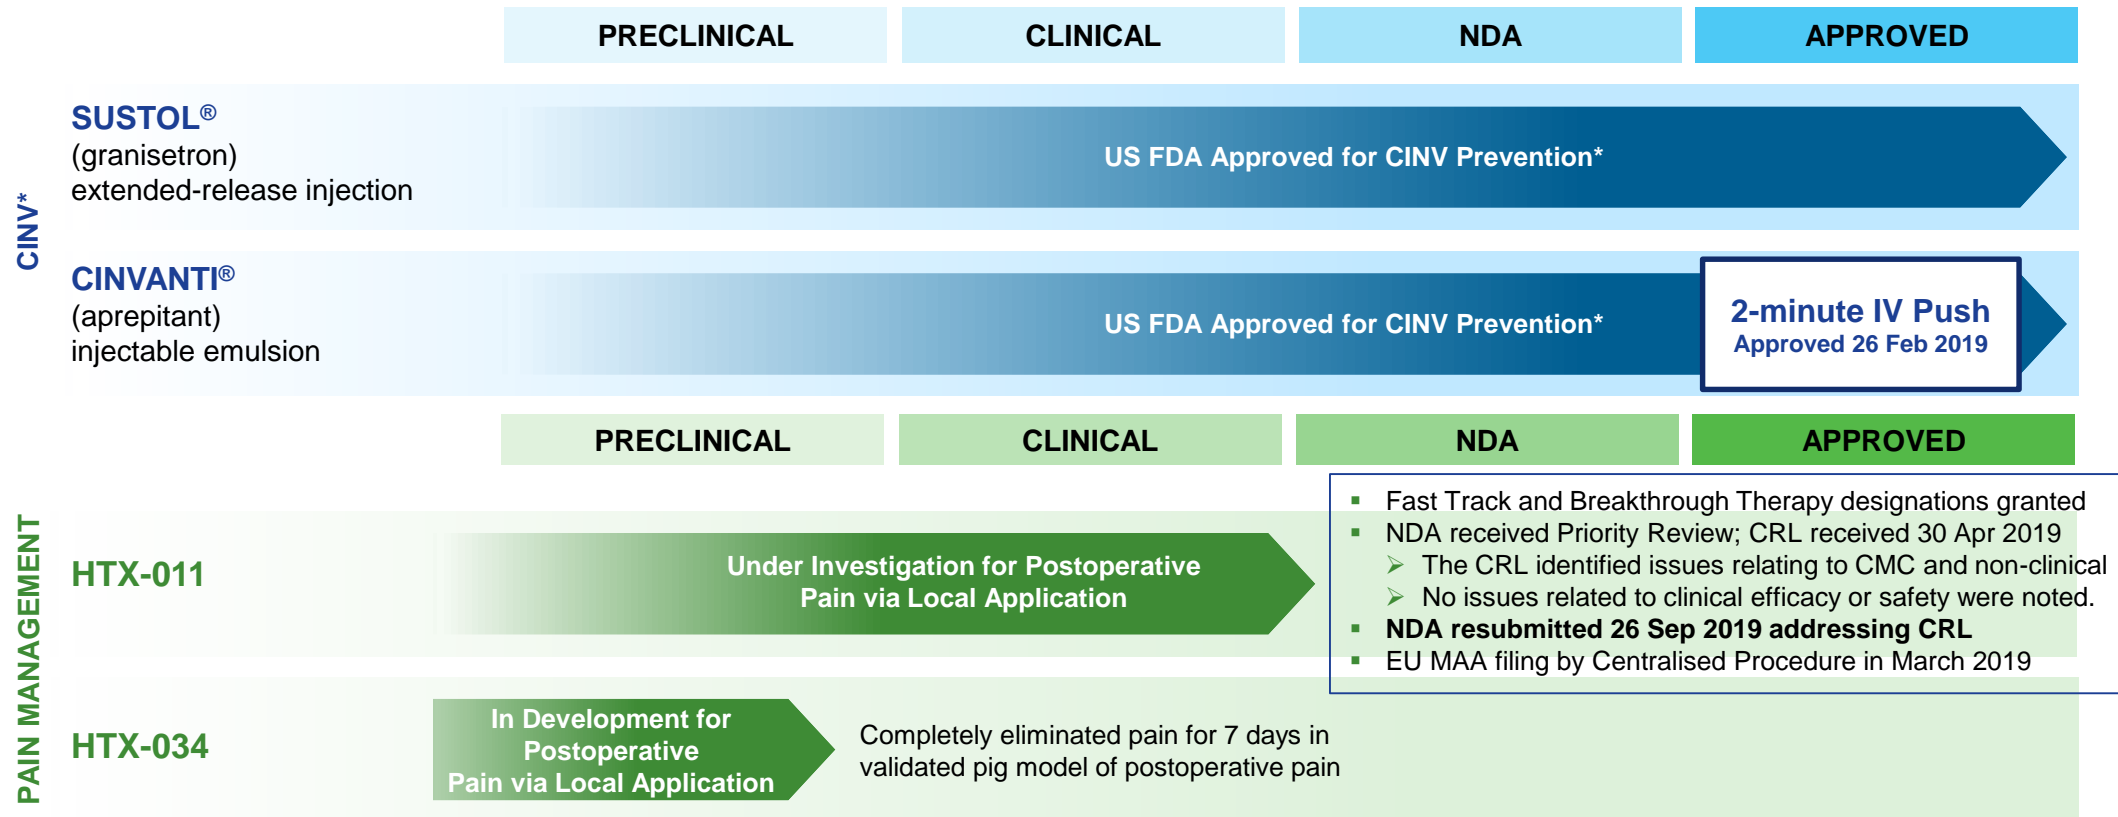 PRECLINICAL
CLINICAL
NDA
APPROVED
CINV*
SUSTOL®
(granisetron)
extended-release injection
US FDA Approved for CINV Prevention*
CINVANTI®
(aprepitant)
injectable emulsion
US FDA Approved for CINV Prevention*
2-minute IV Push
Approved 26 Feb 2019
PRECLINICAL
CLINICAL
NDA
APPROVED
PAIN MANAGEMENT
HTX-011
Under Investigation for Postoperative
Pain via Local Application
▪ Fast Track and Breakthrough Therapy designations granted
▪ NDA received Priority Review; CRL received 30 Apr 2019
➢ The CRL identified issues relating to CMC and non-clinical
➢ No issues related to clinical efficacy or safety were noted.
▪ NDA resubmitted 26 Sep 2019 addressing CRL
▪ EU MAA filing by Centralised Procedure in March 2019
HTX-034
In Development for
Postoperative
Pain via Local Application
Completely eliminated pain for 7 days in
validated pig model of postoperative pain